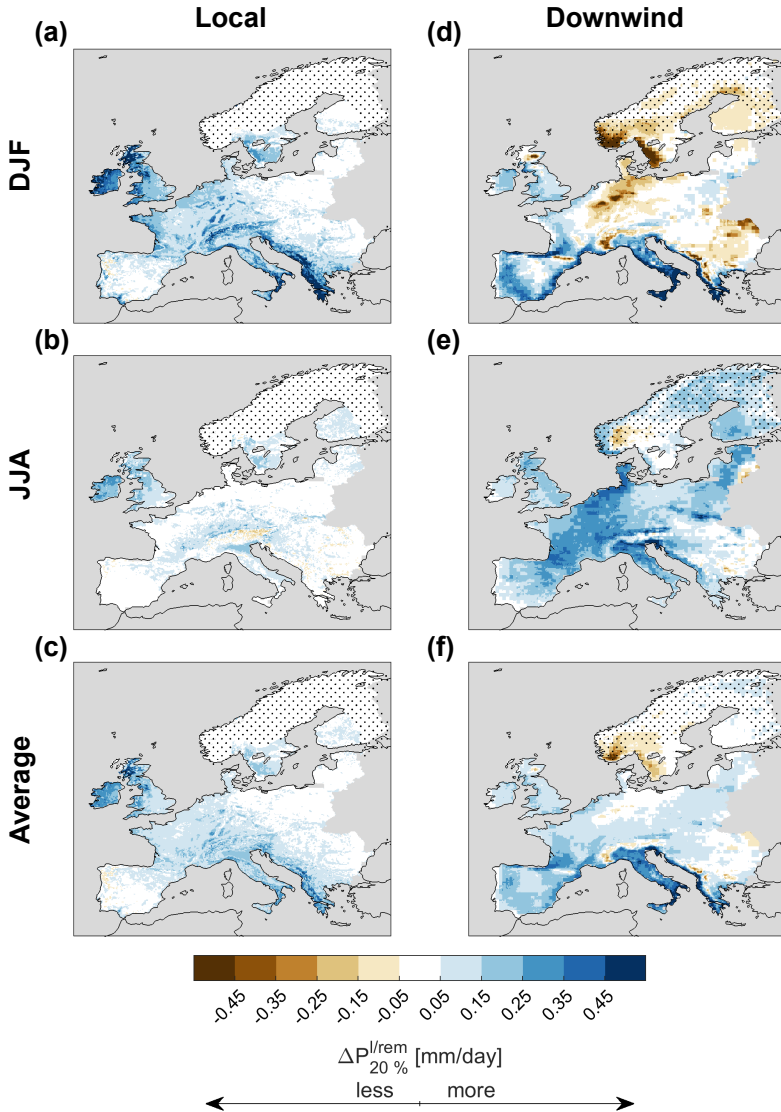 Local Downwind
(a) (d)
DJF
(b) (e)
JJA
(c) (f)
Average
-0.45 -0.35 -0.25 -0.15 -0.05 0.05 0.15 0.25 0.35 0.45
ΔP^{l/rem}_{20 %} [mm/day]
less more